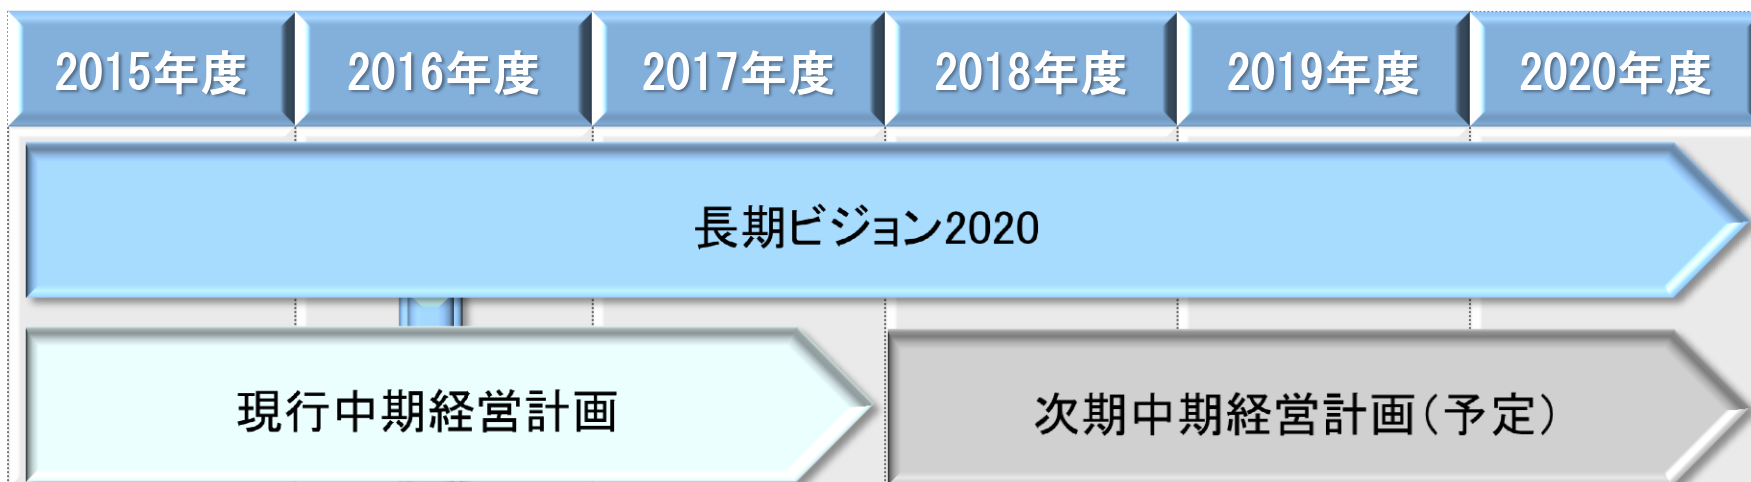 2015年度 2016年度 2017年度 2018年度 2019年度 2020年度
長期ビジョン2020
現行中期経営計画 次期中期経営計画(予定)